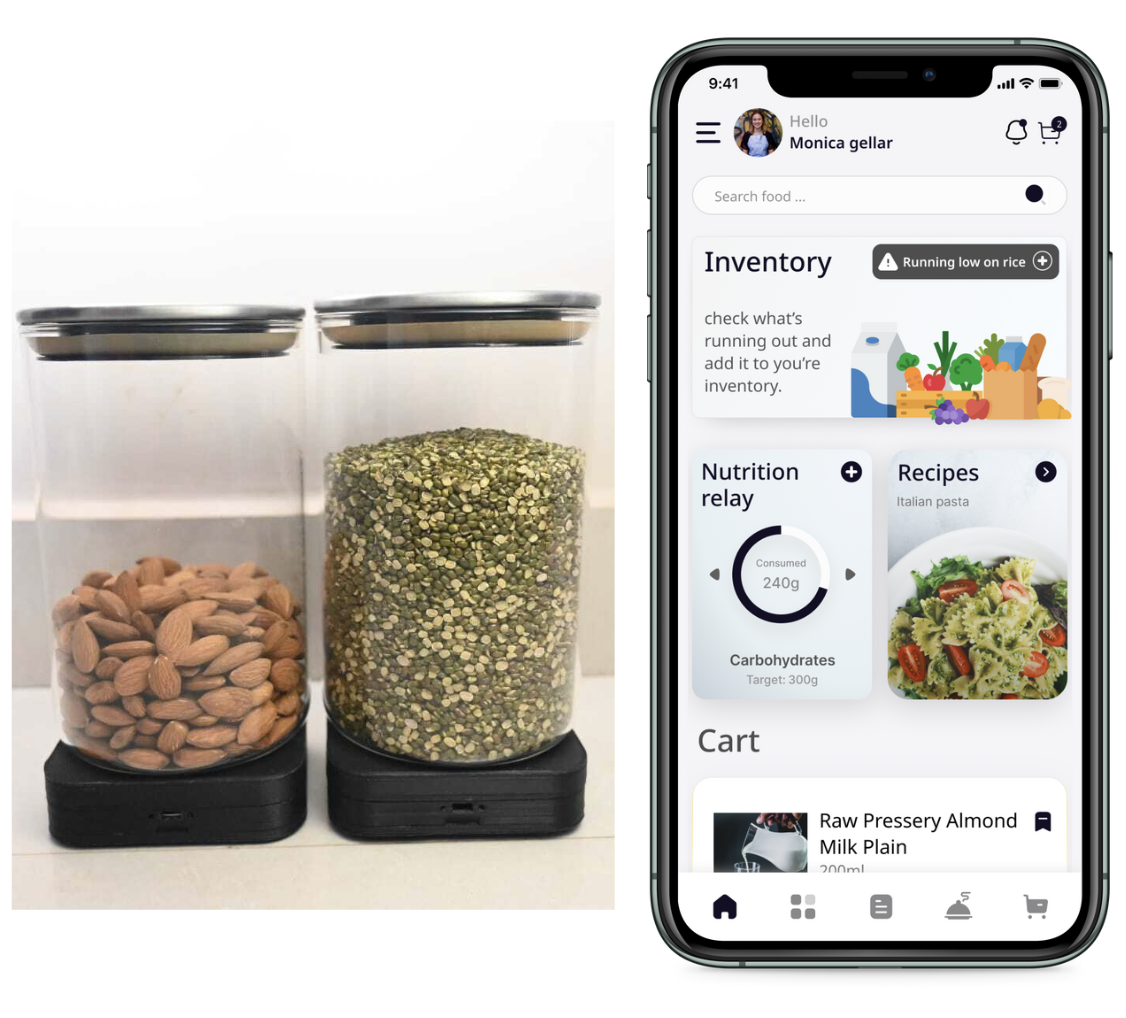 9:41
Hello
Monica gellar
2
Search food ...
Inventory
Running low on rice
check what's
running out and
add it to you're
inventory.
Nutrition
relay
Consumed
240g
Carbohydrates
Target: 300g
Recipes
Italian pasta
Cart
Raw Pressery Almond
Milk Plain
200ml